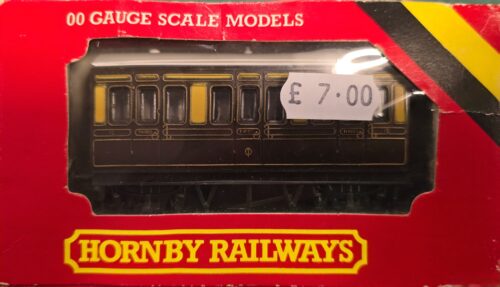 00 GAUGE SCALE MODELS
£ 7.00
HORNBY RAILWAYS